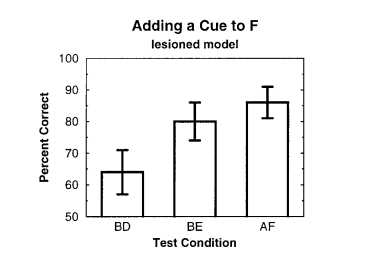 Adding a Cue to F
lesioned model
100
90
80
70
60
50
Percent Correct
BD BE AF
Test Condition